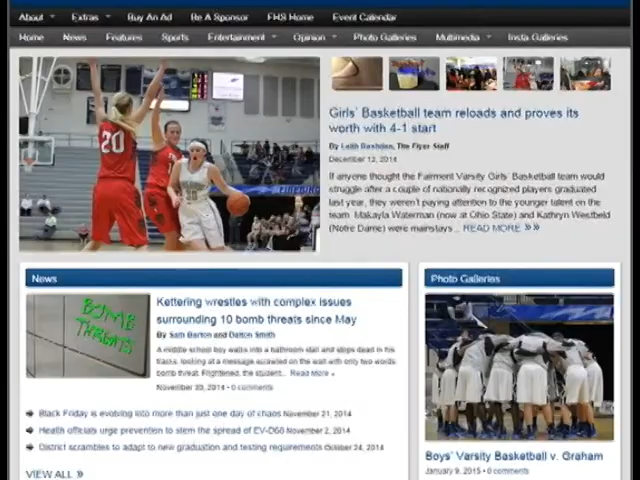 About Extras Buy An Ad Be A Sponsor FHS Home Event Calendar
Home News Features Sports Entertainment Opinion Photo Galleries Multimedia Insta-Galleries
20
Girls' Basketball team reloads and proves its
worth with 4-1 start
By Leith Bashdan, The Flyer Staff
December 12, 2014
If anyone thought the Fairmont Varsity Girls' Basketball team would
struggle after a couple of nationally recognized players graduated
last year, they weren't paying attention to the younger talent on the
team. Makayla Waterman (now at Ohio State) and Kathryn Westbeld
(Notre Dame) were mainstays... READ MORE »
News
BOMB
THREATS
Kettering wrestles with complex issues
surrounding 10 bomb threats since May
By Sam Barton and Dalton Smith
A middle school boy walks into a bathroom stall and stops dead in his
tracks, looking at a message scrawled on the wall with only two words:
bomb threat. Frightened, the student... Read More »
November 20, 2014 • 0 comments
Black Friday is evolving into more than just one day of chaos November 21, 2014
Health officials urge prevention to stem the spread of EV-D68 November 2, 2014
District scrambles to adapt to new graduation and testing requirements October 24, 2014
VIEW ALL »
Photo Galleries
Boys' Varsity Basketball v. Graham
January 9, 2015 • 0 comments